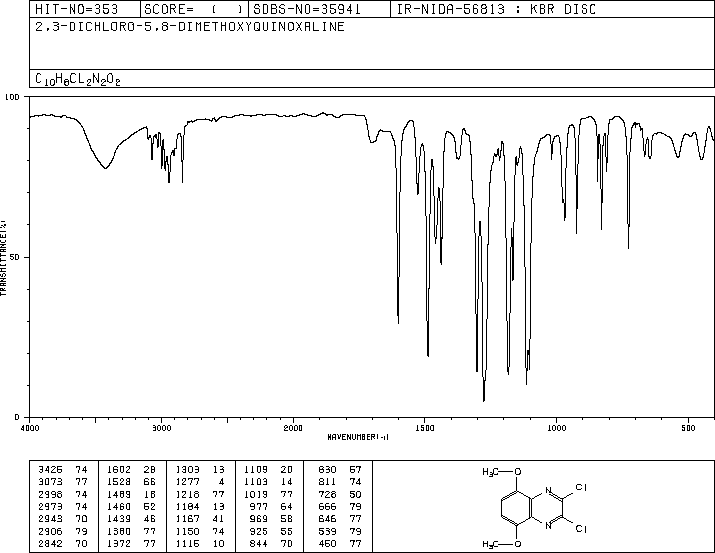 HIT-NO=353 SCORE= ( ) SDBS-NO=35941 IR-NIDA-56813 : KBR DISC
2,3-DICHLORO-5,8-DIMETHOXYQUINOXALINE
C10H8CL2N2O2
100
TRANSMITTANCE(%)
50
0
4000 3000 2000 1500 1000 500
WAVENUMBER(-1)
3425 74 1602 28 1303 13 1109 20 830 57
3073 77 1528 66 1277 4 1103 14 811 74
2998 74 1489 18 1218 77 1019 77 728 50
2973 74 1460 52 1184 13 977 64 666 79
2943 70 1439 46 1167 41 969 58 646 77
2906 79 1380 77 1150 74 925 55 539 79
2842 70 1372 77 1115 10 844 70 450 77
H3C O
N Cl
N Cl
H3C O